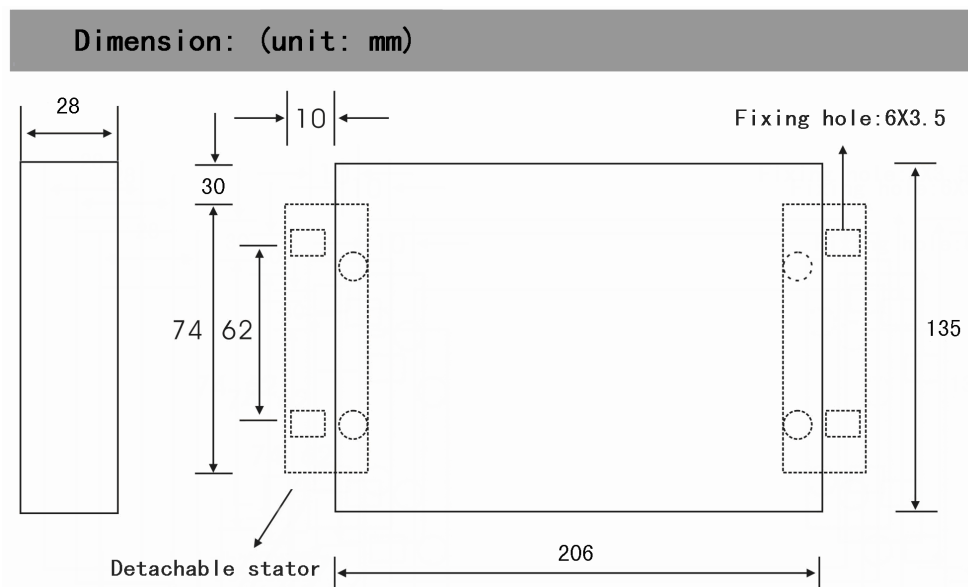 Dimension: (unit: mm)
28
10
Fixing hole:6X3.5
30
74
62
135
Detachable stator
206